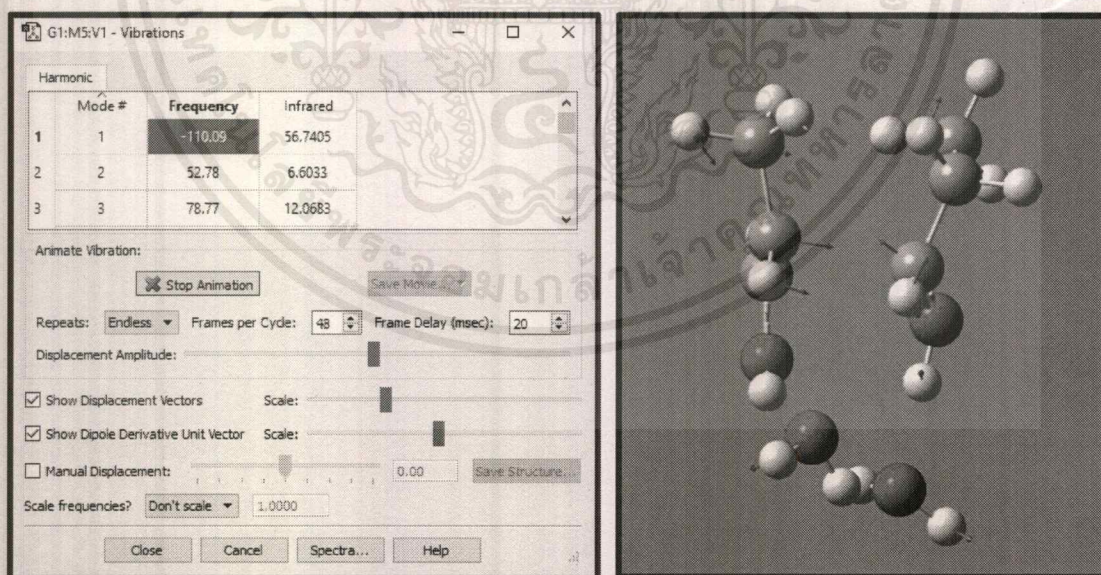 G1:M5:V1 - Vibrations
Harmonic
Mode # Frequency Infrared
1 1 -110.09 56.7405
2 2 52.78 6.6033
3 3 78.77 12.0683
Animate Vibration:
Stop Animation Save Movie...
Repeats: Endless Frames per Cycle: 48 Frame Delay (msec): 20
Displacement Amplitude:
Show Displacement Vectors Scale:
Show Dipole Derivative Unit Vector Scale:
Manual Displacement: 0.00 Save Structure...
Scale frequencies? Don't scale 1.0000
Close Cancel Spectra... Help